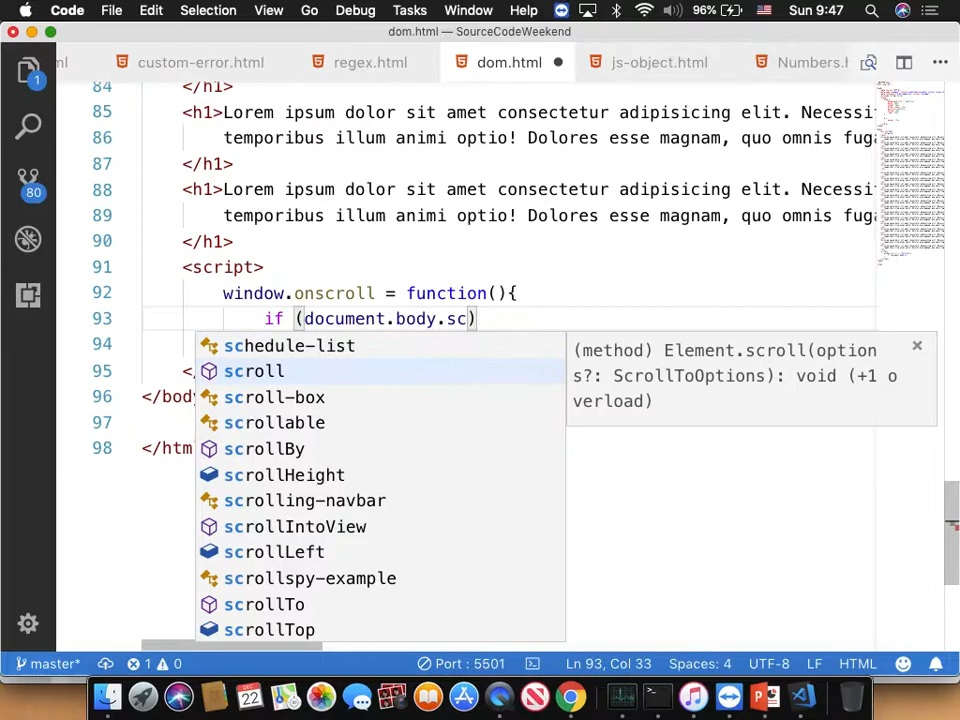 Code File Edit Selection View Go Debug Tasks Window Help 96% Sun 9:47
dom.html — SourceCodeWeekend
ml custom-error.html regex.html dom.html js-object.html Numbers.h
84 </h1>
85 <h1>Lorem ipsum dolor sit amet consectetur adipisicing elit. Necessit
86 temporibus illum animi optio! Dolores esse magnam, quo omnis fuga
87 </h1>
88 <h1>Lorem ipsum dolor sit amet consectetur adipisicing elit. Necessit
89 temporibus illum animi optio! Dolores esse magnam, quo omnis fuga
90 </h1>
91 <script>
92 window.onscroll = function(){
93 if (document.body.sc)
94
95 </
96 </body
97
98 </html
schedule-list
scroll
scroll-box
scrollable
scrollBy
scrollHeight
scrolling-navbar
scrollIntoView
scrollLeft
scrollspy-example
scrollTo
scrollTop
(method) Element.scroll(option
s?: ScrollToOptions): void (+1 o
verload)
1
80
master* 1 0 Port : 5501 Ln 93, Col 33 Spaces: 4 UTF-8 LF HTML
DEC
22